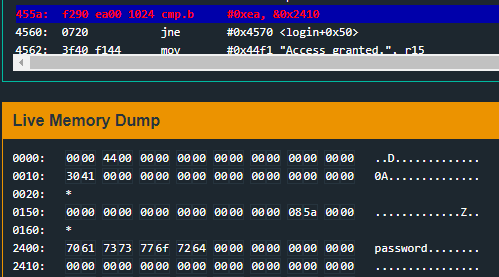 455a: f290 ea00 1024 cmp.b #0xea, &0x2410
4560: 0720 jne #0x4570 <login+0x50>
4562: 3f40 f144 mov #0x44f1 "Access granted.", r15
Live Memory Dump
0000: 0000 4400 0000 0000 0000 0000 0000 0000 ..D.............
0010: 3041 0000 0000 0000 0000 0000 0000 0000 0A..............
0020: *
0150: 0000 0000 0000 0000 0000 0000 085a 0000 .............Z..
0160: *
2400: 7061 7373 776f 7264 0000 0000 0000 0000 password........
2410: 0000 0000 0000 0000 0000 0000 0000 0000 ................